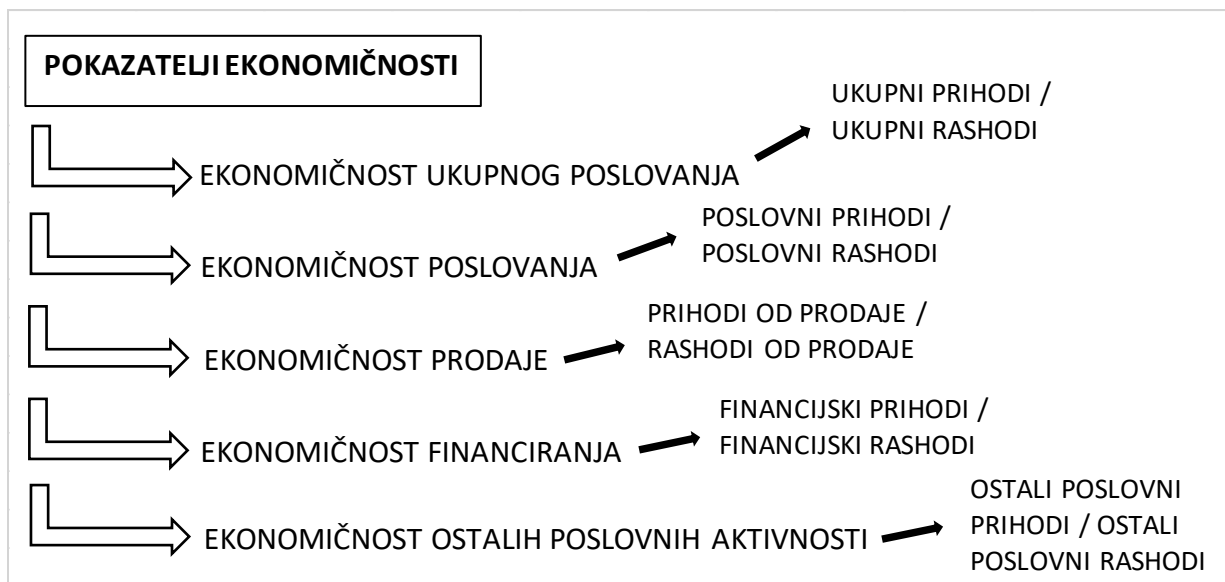 POKAZATELJI EKONOMIČNOSTI
EKONOMIČNOST UKUPNOG POSLOVANJA
UKUPNI PRIHODI /
UKUPNI RASHODI
EKONOMIČNOST POSLOVANJA
POSLOVNI PRIHODI /
POSLOVNI RASHODI
EKONOMIČNOST PRODAJE
PRIHODI OD PRODAJE /
RASHODI OD PRODAJE
EKONOMIČNOST FINANCIRANJA
FINANCIJSKI PRIHODI /
FINANCIJSKI RASHODI
EKONOMIČNOST OSTALIH POSLOVNIH AKTIVNOSTI
OSTALI POSLOVNI
PRIHODI / OSTALI
POSLOVNI RASHODI